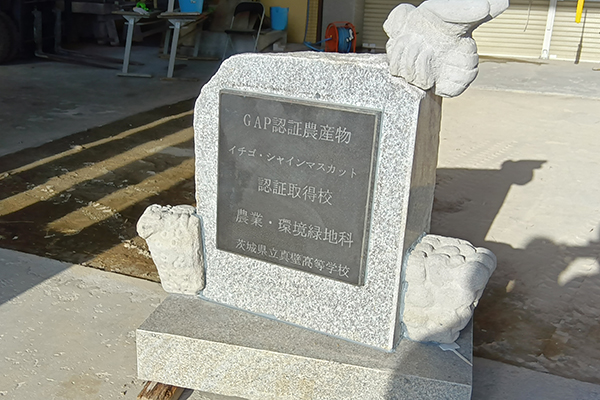 GAP認証農産物
イチゴ・シャインマスカット
認証取得校
農業・環境緑地科
茨城県立真壁高等学校